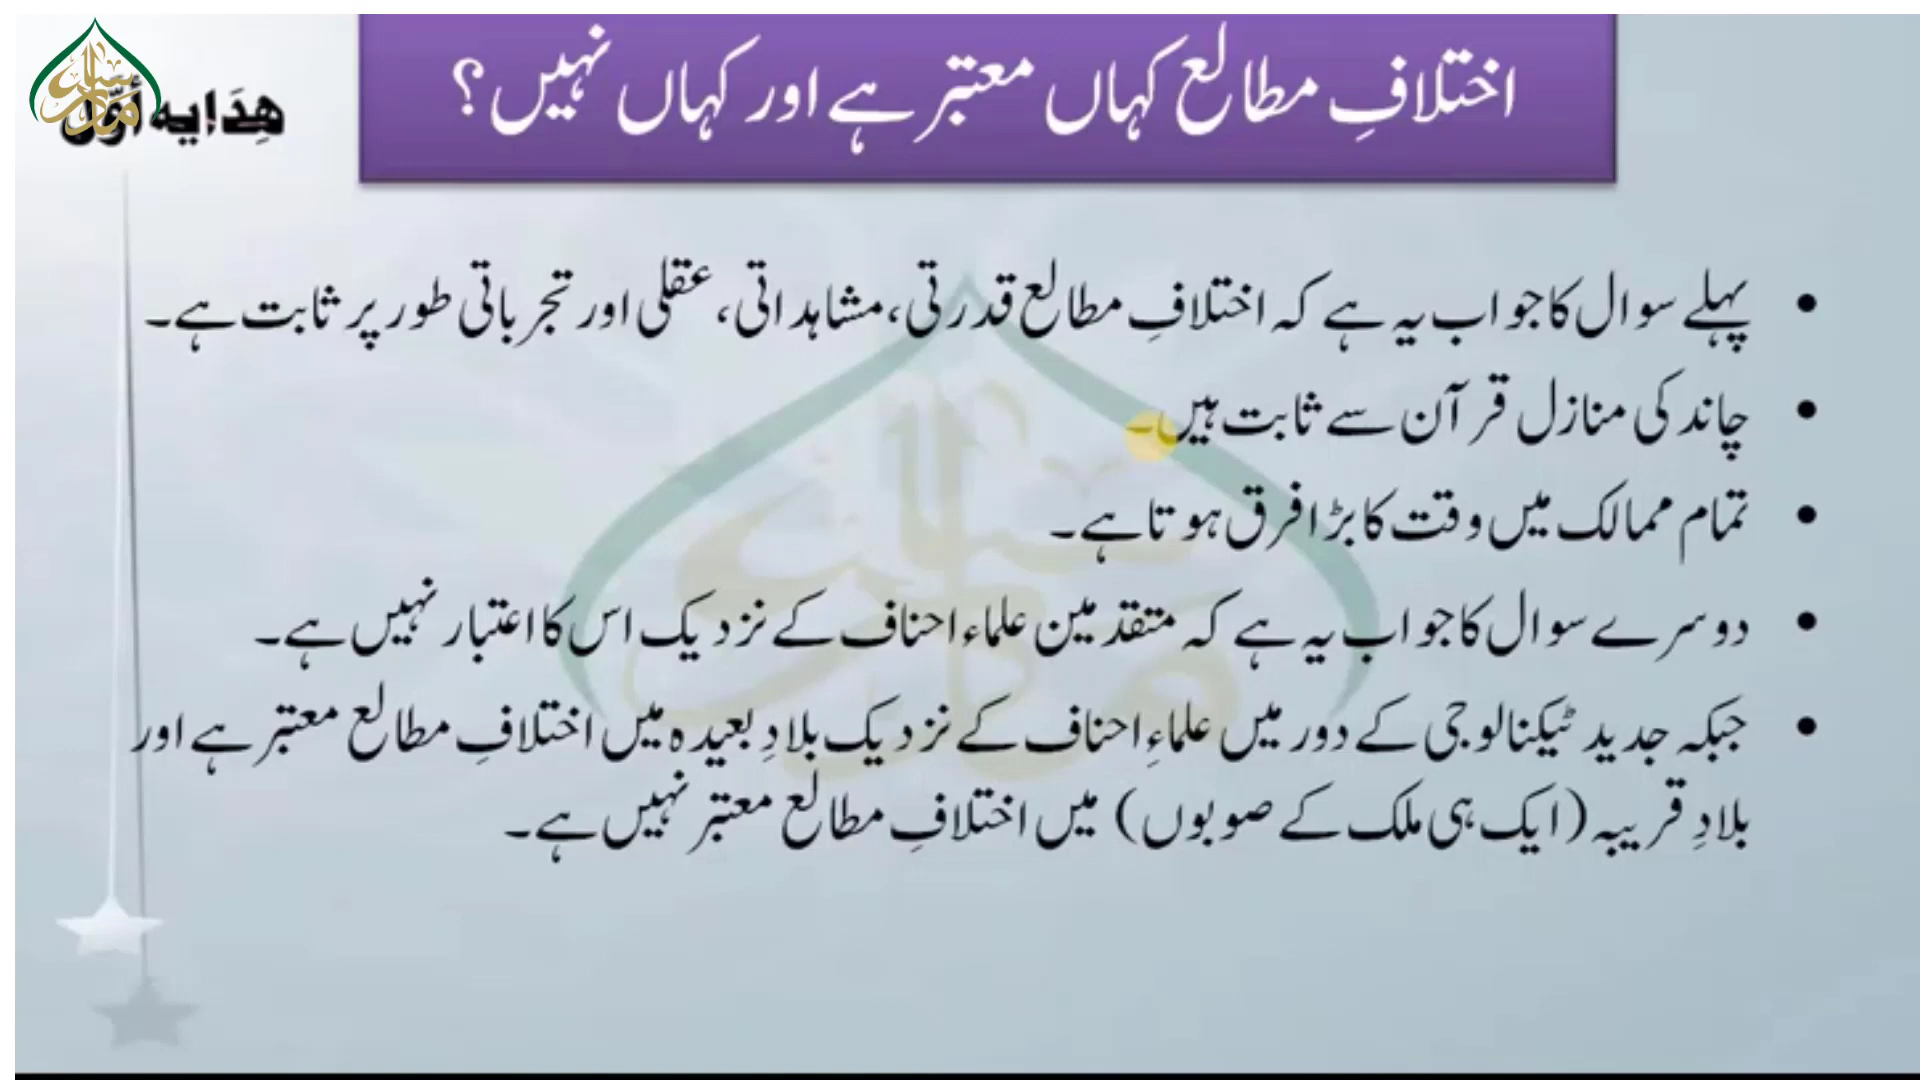 اختلافِ مطالع کہاں معتبر ہے اور کہاں نہیں؟
ھِدَایه أوَّل
پہلے سوال کا جواب یہ ہے کہ اختلافِ مطالع قدرتی، مشاہداتی، عقلی اور تجرباتی طور پر ثابت ہے۔
چاند کی منازل قرآن سے ثابت ہیں۔
تمام ممالک میں وقت کا بڑا فرق ہوتا ہے۔
دوسرے سوال کا جواب یہ ہے کہ متقدمین علماء احناف کے نزدیک اس کا اعتبار نہیں ہے۔
جبکہ جدید ٹیکنالوجی کے دور میں علماءِ احناف کے نزدیک بلادِ بعیدہ میں اختلافِ مطالع معتبر ہے اور
بلادِ قریبہ (ایک ہی ملک کے صوبوں) میں اختلافِ مطالع معتبر نہیں ہے۔